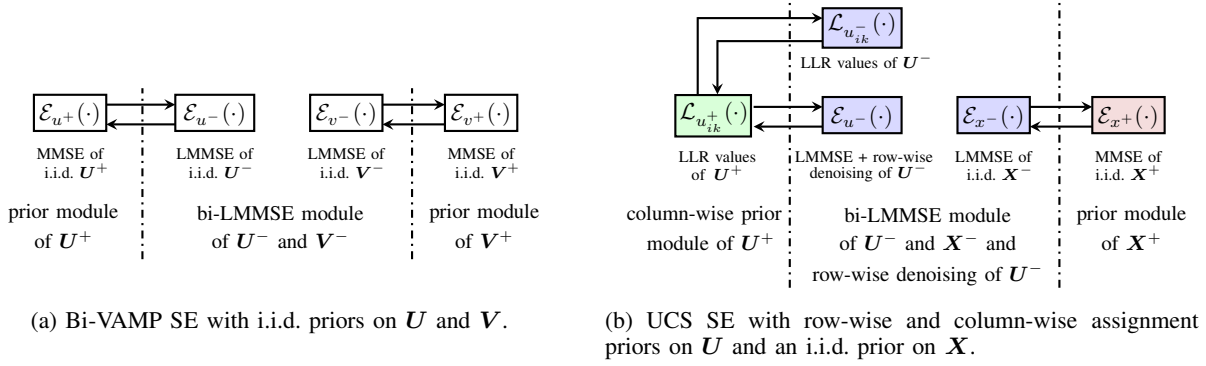 ℰ_{u⁺}(·)
ℰ_{u⁻}(·)
ℰ_{v⁻}(·)
ℰ_{v⁺}(·)
MMSE of
i.i.d. U⁺
LMMSE of
i.i.d. U⁻
LMMSE of
i.i.d. V⁻
MMSE of
i.i.d. V⁺
prior module
of U⁺
bi-LMMSE module
of U⁻ and V⁻
prior module
of V⁺
(a) Bi-VAMP SE with i.i.d. priors on U and V.
ℒ_{u⁻_{ik}}(·)
LLR values of U⁻
ℒ_{u⁺_{ik}}(·)
ℰ_{u⁻}(·)
ℰ_{x⁻}(·)
ℰ_{x⁺}(·)
LLR values
of U⁺
LMMSE + row-wise
denoising of U⁻
LMMSE of
i.i.d. X⁻
MMSE of
i.i.d. X⁺
column-wise prior
module of U⁺
bi-LMMSE module
of U⁻ and X⁻ and
row-wise denoising of U⁻
prior module
of X⁺
(b) UCS SE with row-wise and column-wise assignment
priors on U and an i.i.d. prior on X.